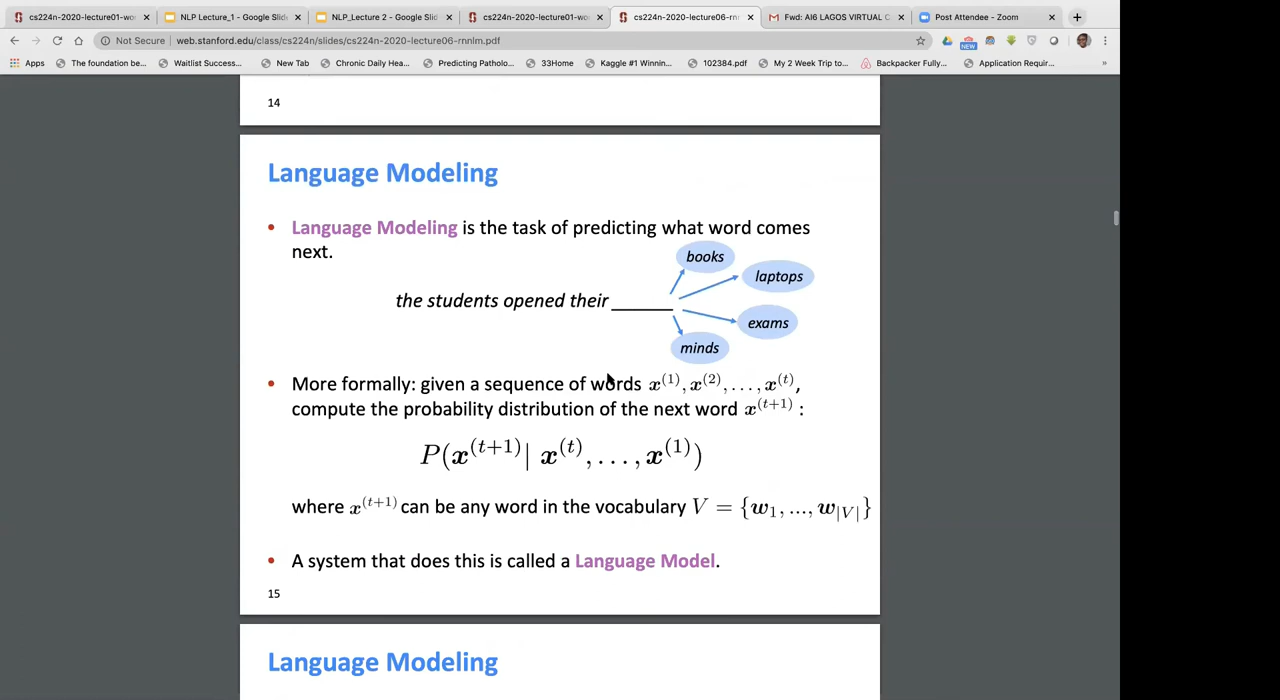 cs224n-2020-lecture01-wo
NLP Lecture_1 - Google Slid
NLP_Lecture 2 - Google Slid
cs224n-2020-lecture01-wo
cs224n-2020-lecture06-rn
Fwd: AI6 LAGOS VIRTUAL C
Post Attendee - Zoom
Not Secure | web.stanford.edu/class/cs224n/slides/cs224n-2020-lecture06-rnnlm.pdf
NEW
Apps
The foundation be...
Waitlist Success...
New Tab
Chronic Daily Hea...
Predicting Patholo...
33Home
Kaggle #1 Winnin...
102384.pdf
My 2 Week Trip to...
Backpacker Fully...
Application Requir...
»
14
Language Modeling
• Language Modeling is the task of predicting what word comes
next.
books
laptops
the students opened their ______
exams
minds
• More formally: given a sequence of words x^(1), x^(2), . . . , x^(t),
compute the probability distribution of the next word x^(t+1) :
P(x^(t+1)| x^(t), . . . , x^(1))
where x^(t+1) can be any word in the vocabulary V = {w_1, ..., w_|V|}
• A system that does this is called a Language Model.
15
Language Modeling